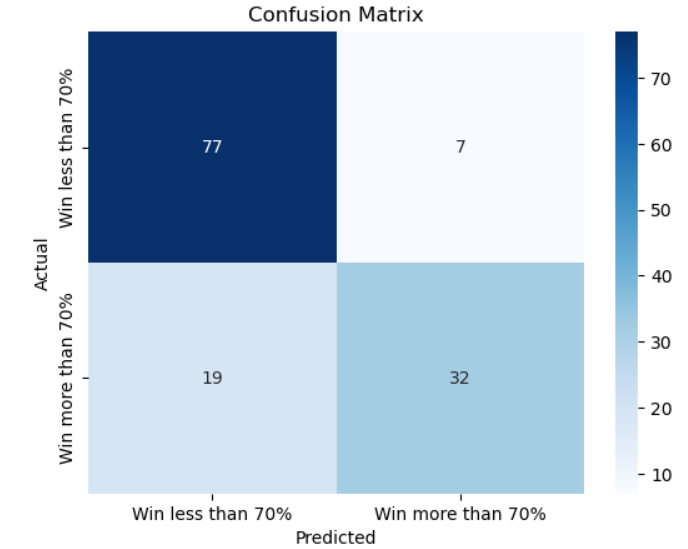 Confusion Matrix
Actual
Win less than 70%
77
7
Win more than 70%
19
32
Win less than 70%
Win more than 70%
Predicted
70
60
50
40
30
20
10